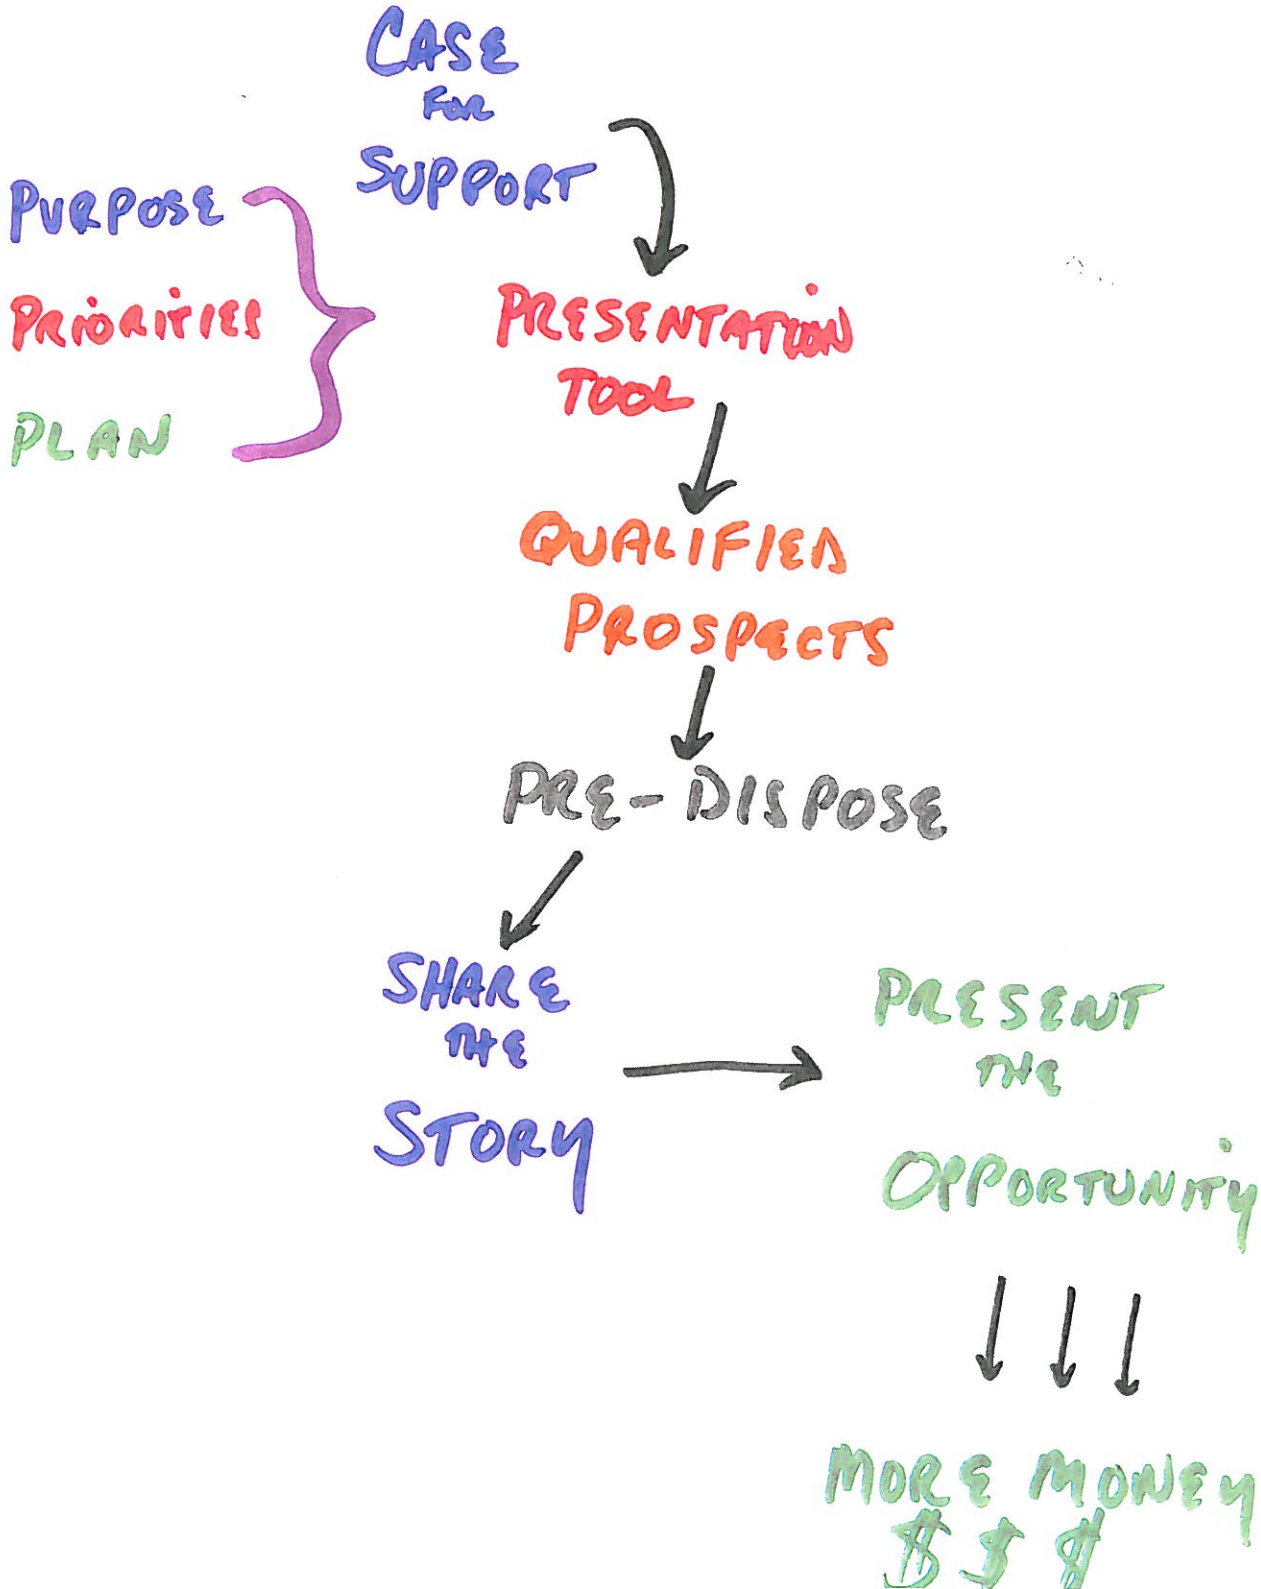 CASE
FOR
SUPPORT
PURPOSE
PRIORITIES
PLAN
PRESENTATION
TOOL
QUALIFIED
PROSPECTS
PRE-DISPOSE
SHARE
THE
STORY
PRESENT
THE
OPPORTUNITY
MORE MONEY
$ $ $